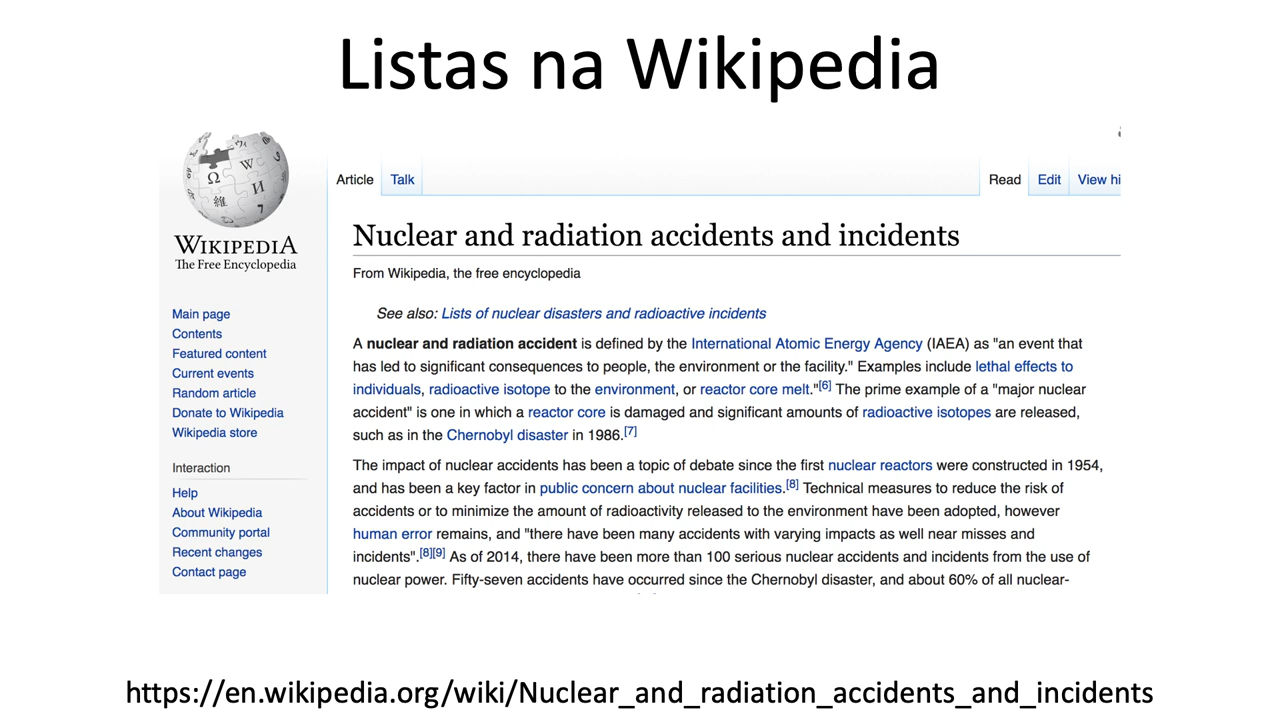 Listas na Wikipedia
WIKIPEDIA
The Free Encyclopedia
Main page
Contents
Featured content
Current events
Random article
Donate to Wikipedia
Wikipedia store
Interaction
Help
About Wikipedia
Community portal
Recent changes
Contact page
Article Talk Read Edit View hi
Nuclear and radiation accidents and incidents
From Wikipedia, the free encyclopedia
See also: Lists of nuclear disasters and radioactive incidents
A nuclear and radiation accident is defined by the International Atomic Energy Agency (IAEA) as "an event that
has led to significant consequences to people, the environment or the facility." Examples include lethal effects to
individuals, radioactive isotope to the environment, or reactor core melt."[6] The prime example of a "major nuclear
accident" is one in which a reactor core is damaged and significant amounts of radioactive isotopes are released,
such as in the Chernobyl disaster in 1986.[7]
The impact of nuclear accidents has been a topic of debate since the first nuclear reactors were constructed in 1954,
and has been a key factor in public concern about nuclear facilities.[8] Technical measures to reduce the risk of
accidents or to minimize the amount of radioactivity released to the environment have been adopted, however
human error remains, and "there have been many accidents with varying impacts as well near misses and
incidents".[8][9] As of 2014, there have been more than 100 serious nuclear accidents and incidents from the use of
nuclear power. Fifty-seven accidents have occurred since the Chernobyl disaster, and about 60% of all nuclear-
https://en.wikipedia.org/wiki/Nuclear_and_radiation_accidents_and_incidents